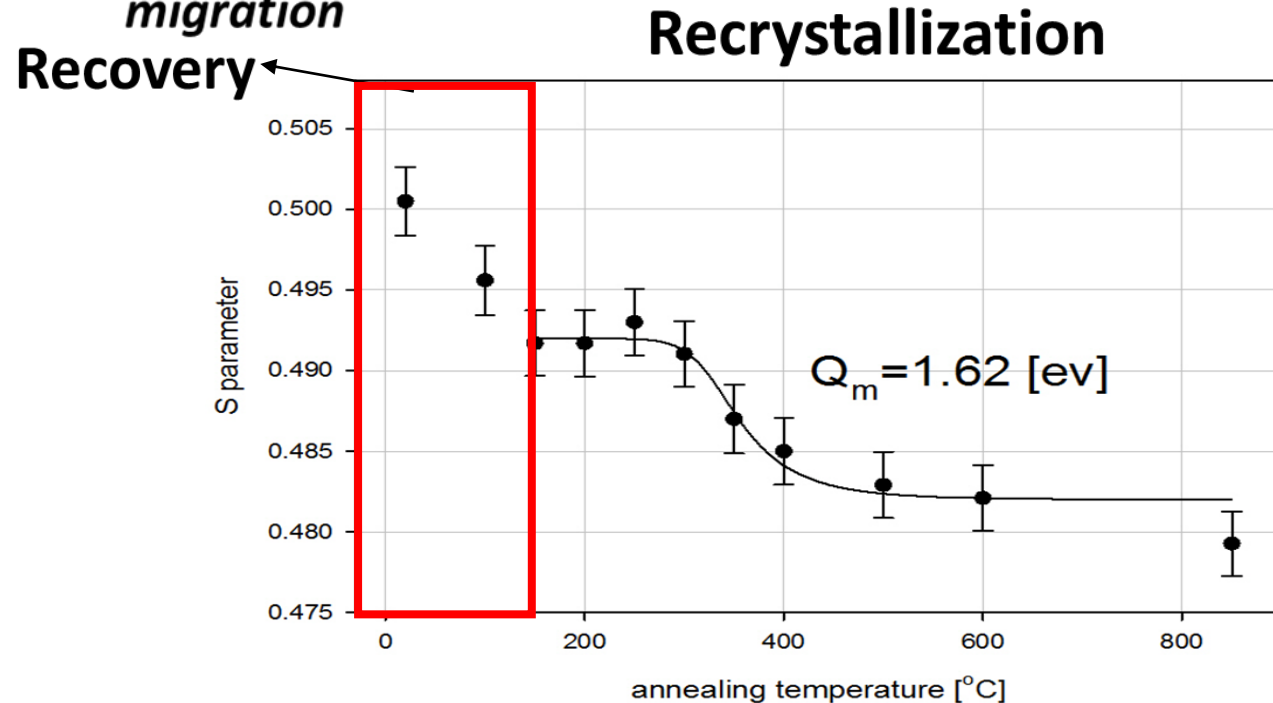 migration
Recovery
Recrystallization
0.505
0.500
0.495
0.490
0.485
0.480
0.475
S parameter
Qm=1.62 [ev]
0 200 400 600 800
annealing temperature [oC]